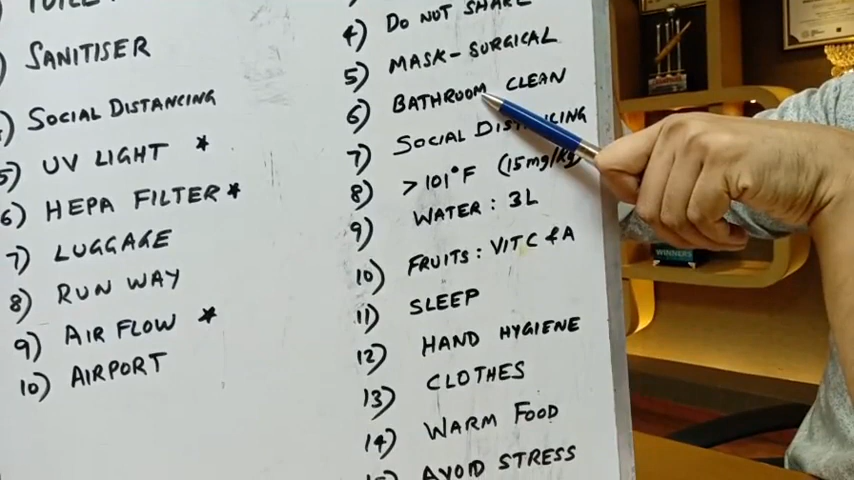 TOILE
SANITISER
SOCIAL DISTANCING
5) UV LIGHT *
6) HEPA FILTER *
7) LUGGAGE
8) RUN WAY
9) AIR FLOW *
10) AIRPORT
4) DO NOT SHARE
5) MASK - SURGICAL
6) BATHROOM CLEAN
7) SOCIAL
8) >101°F (15mg/kg)
9) WATER : 3L
10) FRUITS : VIT C & A
11) SLEEP
12) HAND HYGIENE
13) CLOTHES
14) WARM FOOD
AVOID STRESS
WINNER